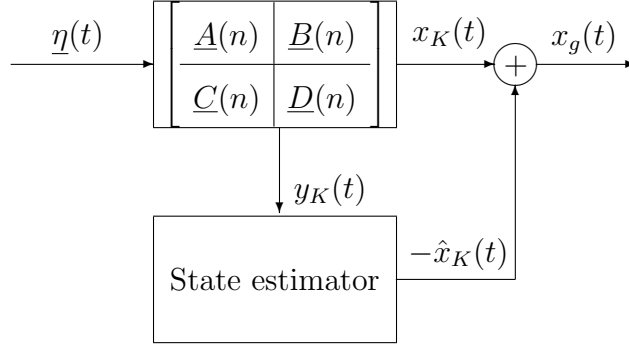 η(t)
A(n) B(n)
C(n) D(n)
x_K(t)
+
x_g(t)
y_K(t)
State estimator
−x̂_K(t)